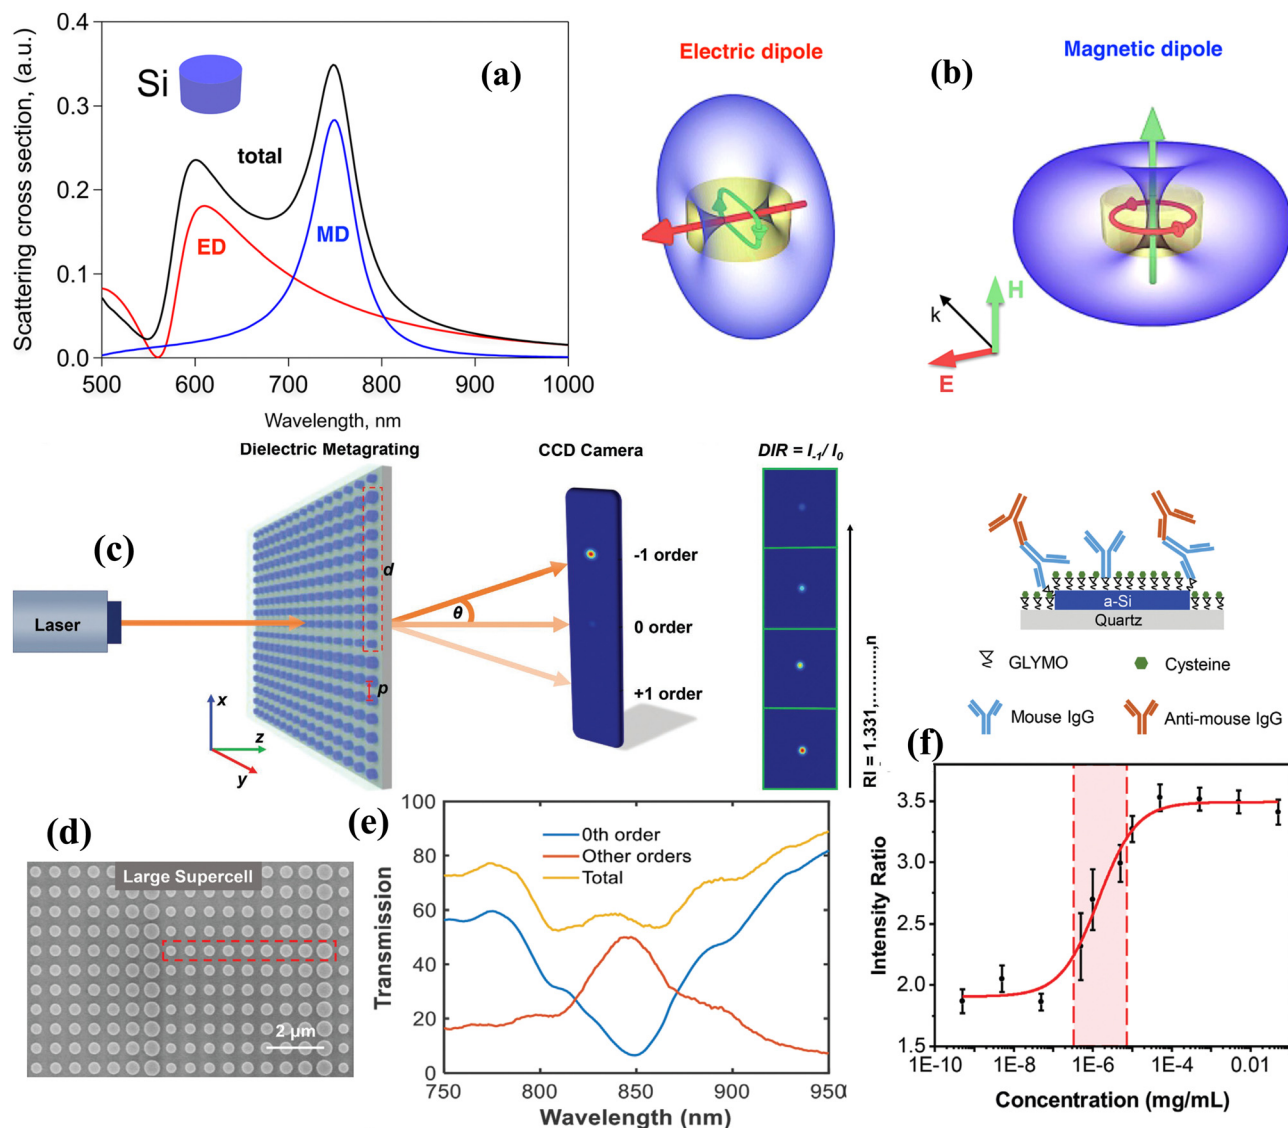 (a)
Scattering cross section, (a.u.)
0.4
0.3
0.2
0.1
0.0
Si
total
ED
MD
500
600
700
800
900
1000
Wavelength, nm
(b)
Electric dipole
Magnetic dipole
k
H
E
(c)
Dielectric Metagrating
CCD Camera
DIR = I-1/ I0
Laser
d
p
x
z
y
θ
-1 order
0 order
+1 order
RI = 1.331,..........,n
a-Si
Quartz
GLYMO
Cysteine
Mouse IgG
Anti-mouse IgG
(d)
Large Supercell
2 μm
(e)
Transmission
100
80
60
40
20
0
0th order
Other orders
Total
750
800
850
900
950
Wavelength (nm)
(f)
Intensity Ratio
3.5
3.0
2.5
2.0
1.5
1E-10
1E-8
1E-6
1E-4
0.01
Concentration (mg/mL)